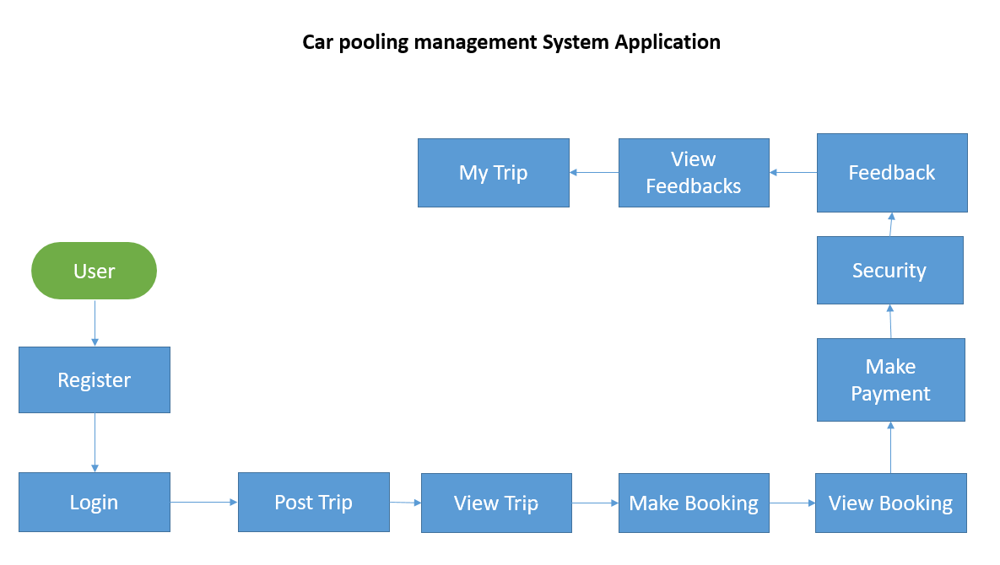 Car pooling management System Application
My Trip
View
Feedbacks
Feedback
User
Security
Register
Make
Payment
Login
Post Trip
View Trip
Make Booking
View Booking